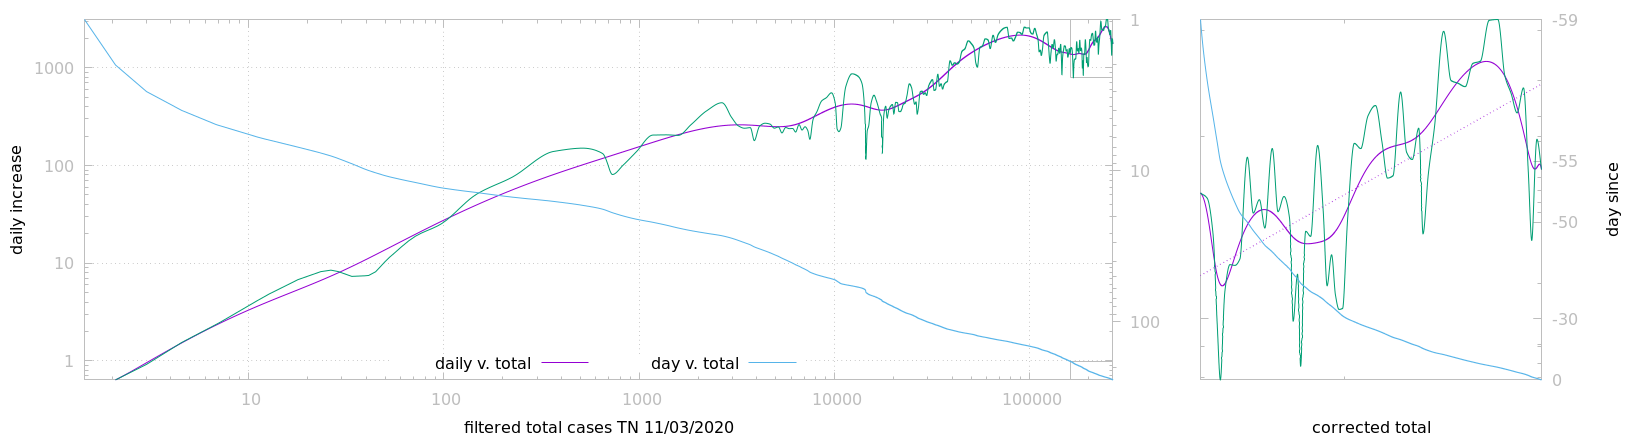 1000
100
10
1
daily increase
10
100
1000
10000
100000
filtered total cases TN 11/03/2020
daily v. total
day v. total
1
10
100
-59
-55
-50
-30
0
day since
corrected total